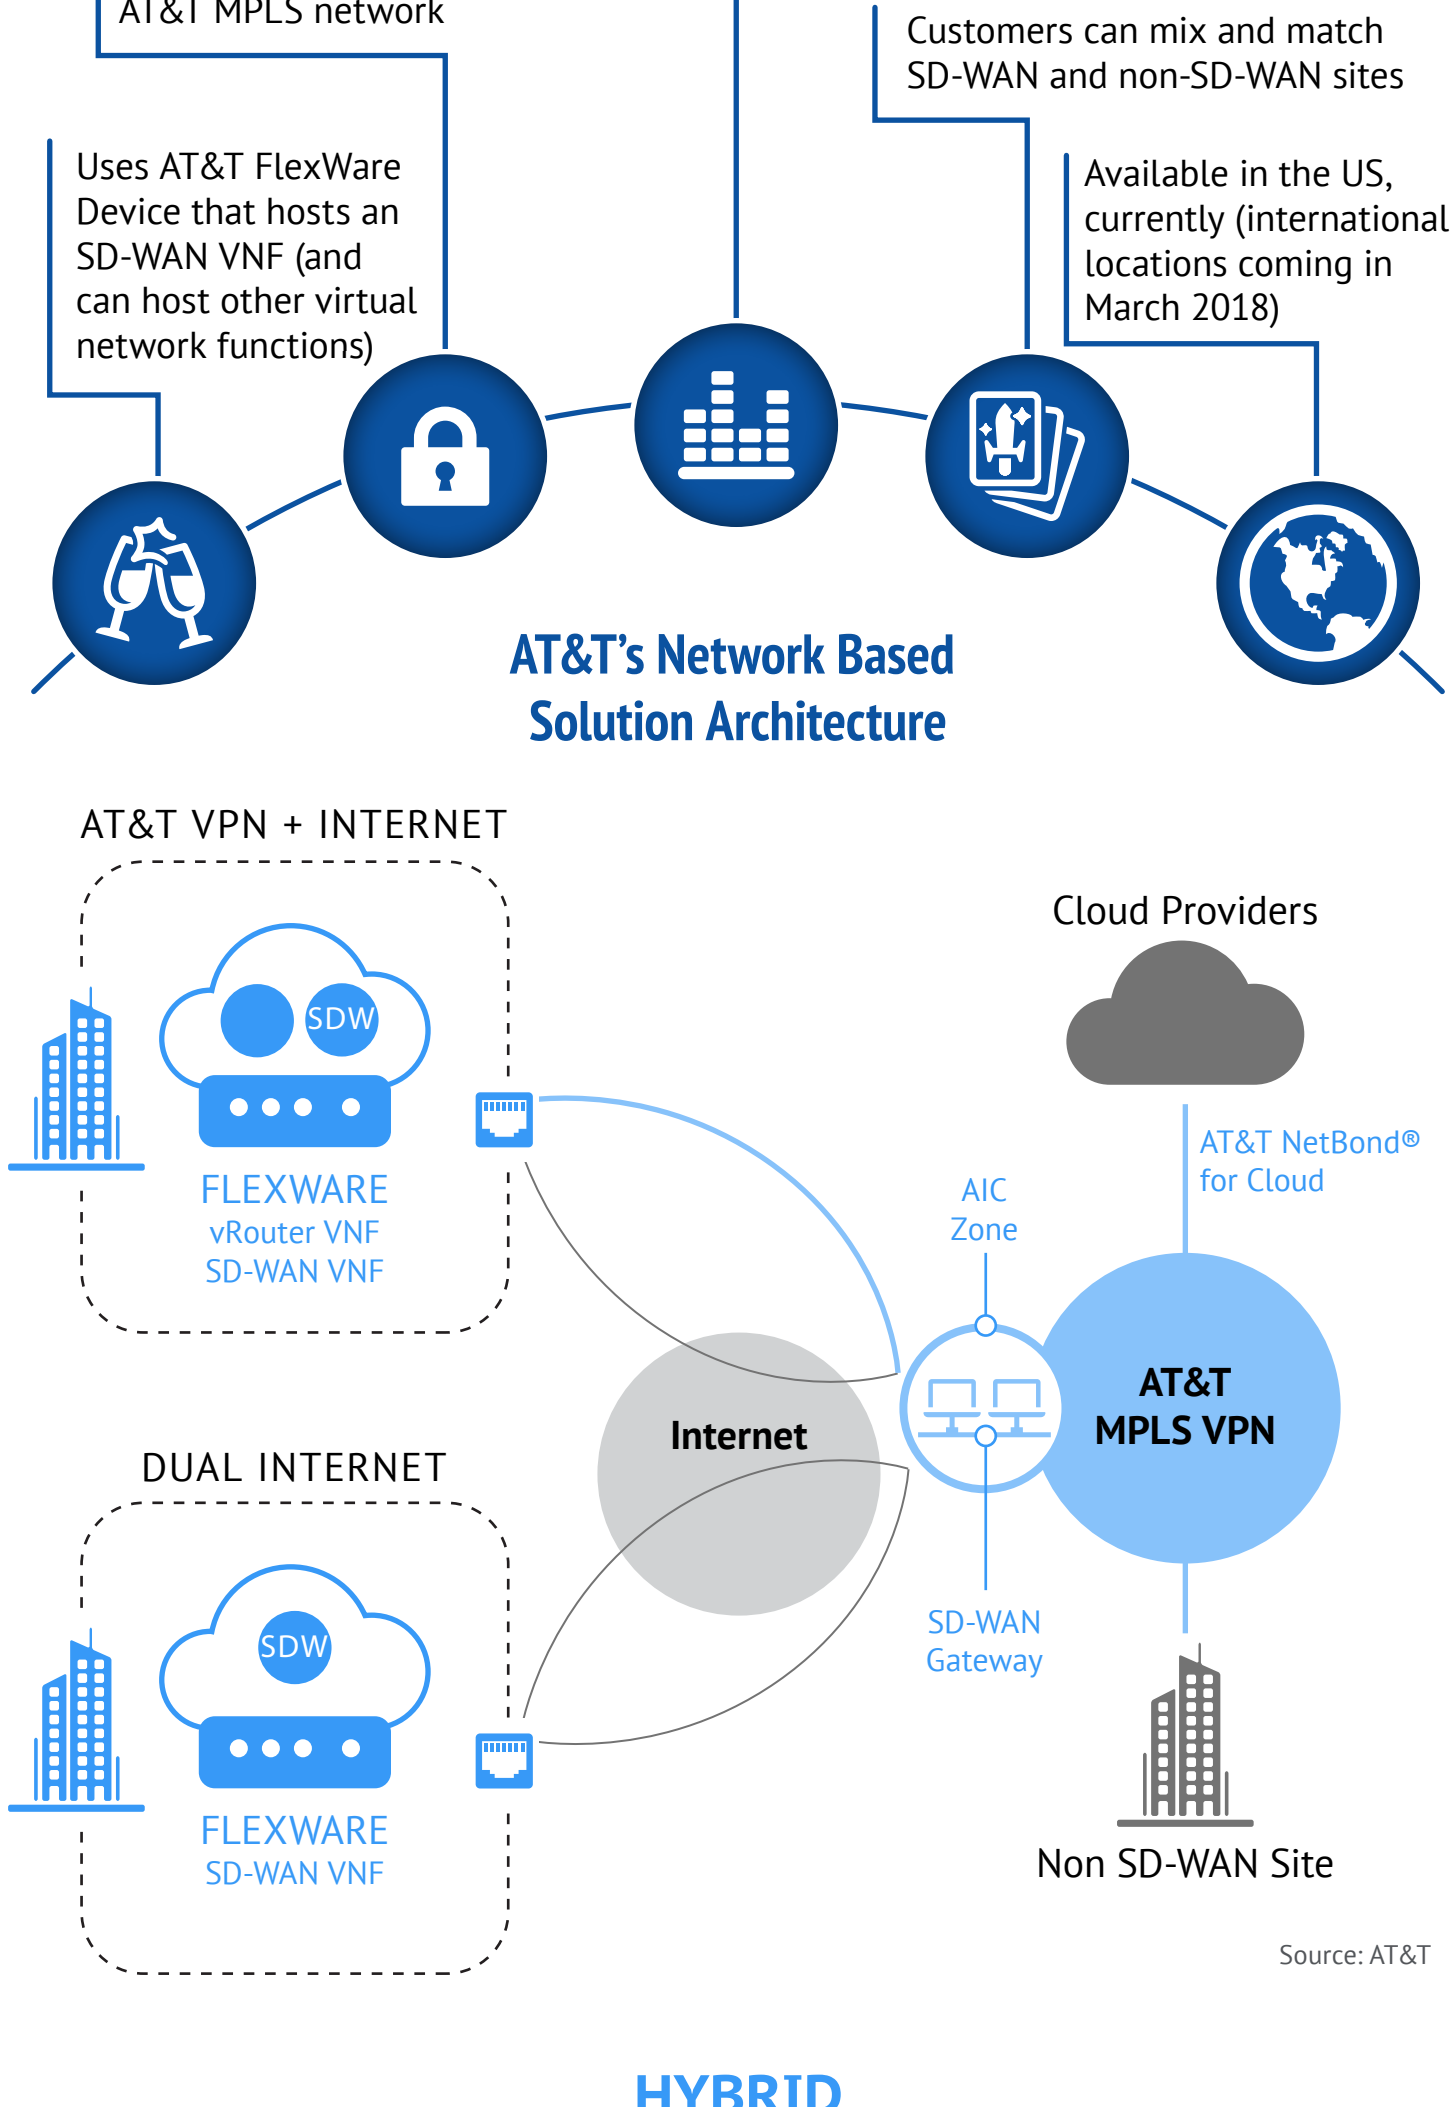 AT&T MPLS network
Customers can mix and match
SD-WAN and non-SD-WAN sites
Uses AT&T FlexWare
Device that hosts an
SD-WAN VNF (and
can host other virtual
network functions)
Available in the US,
currently (international
locations coming in
March 2018)
AT&T's Network Based
Solution Architecture
AT&T VPN + INTERNET
SDW
FLEXWARE
vRouter VNF
SD-WAN VNF
Cloud Providers
AT&T NetBond®
for Cloud
AIC
Zone
Internet
AT&T
MPLS VPN
SD-WAN
Gateway
DUAL INTERNET
SDW
FLEXWARE
SD-WAN VNF
Non SD-WAN Site
Source: AT&T
HYBRID